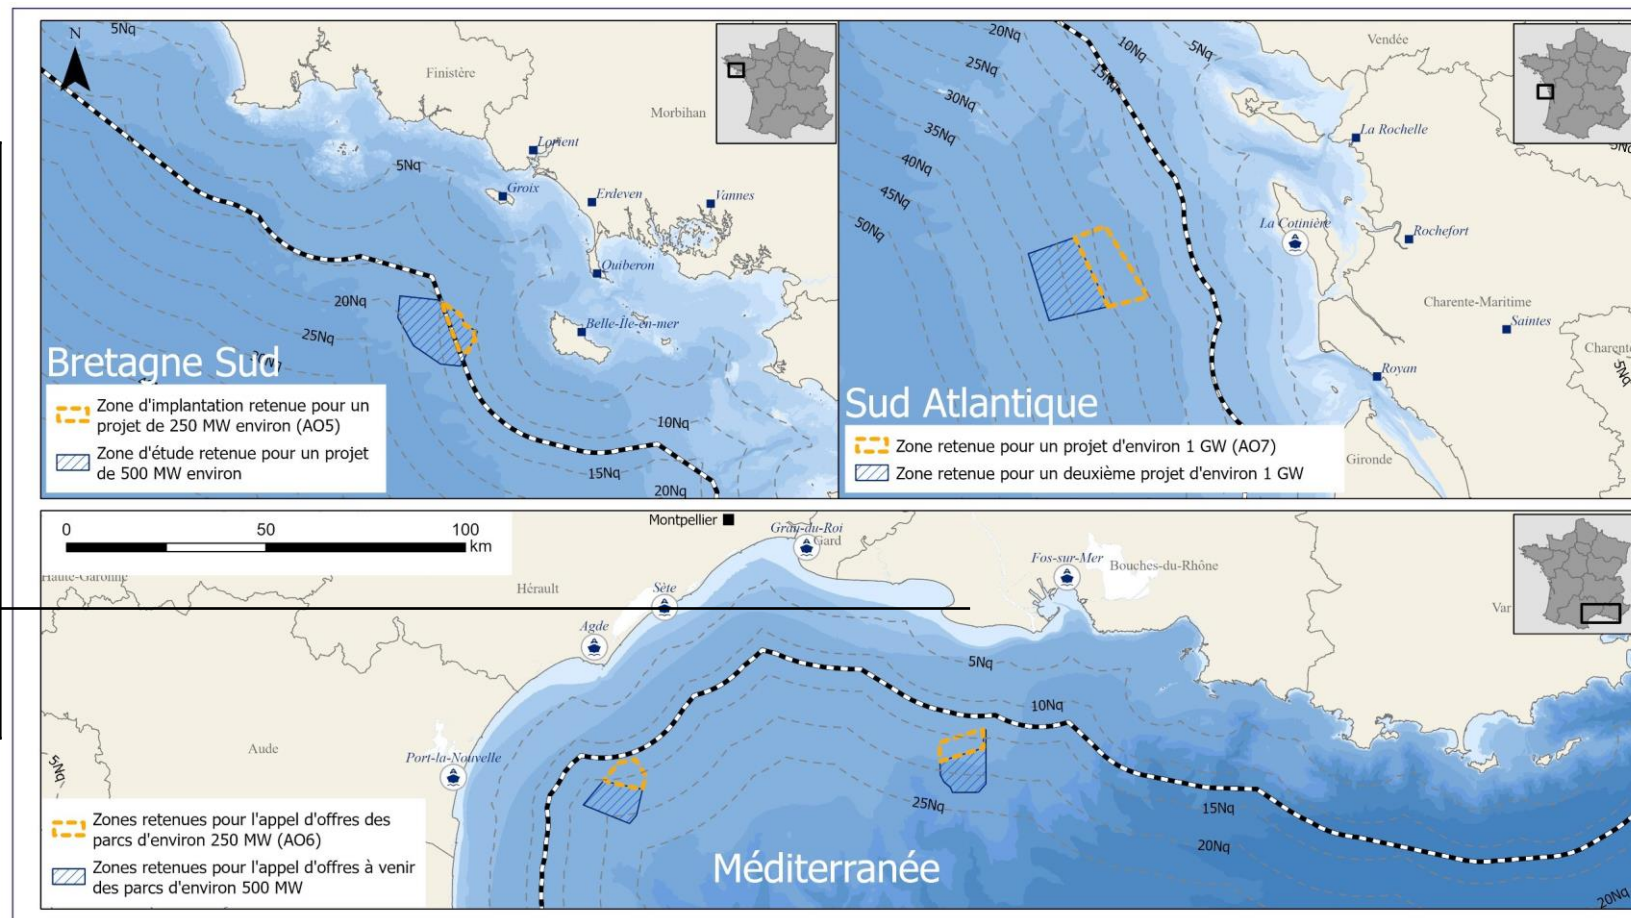 N
5Nq
Finistère
Morbihan
Lorient
5Nq
Groix
Erdeven
Vannes
Quiberon
20Nq
Belle-Île-en-mer
25Nq
10Nq
15Nq
20Nq
Bretagne Sud
Zone d'implantation retenue pour un
projet de 250 MW environ (AO5)
Zone d'étude retenue pour un projet
de 500 MW environ
20Nq
10Nq
5Nq
Vendée
25Nq
15Nq
30Nq
La Rochelle
35Nq
40Nq
45Nq
50Nq
La Cotinière
Rochefort
Charente-Maritime
Saintes
Charente
5Nq
Royan
Gironde
Sud Atlantique
Zone retenue pour un projet d'environ 1 GW (AO7)
Zone retenue pour un deuxième projet d'environ 1 GW
0 50 100
km
Montpellier
Grau-du-Roi
Gard
Fos-sur-Mer
Bouches-du-Rhône
Haute-Garonne
Hérault
Sète
Var
Agde
5Nq
10Nq
Aude
Port-la-Nouvelle
5Nq
25Nq
15Nq
20Nq
20Nq
Méditerranée
Zones retenues pour l'appel d'offres des
parcs d'environ 250 MW (AO6)
Zones retenues pour l'appel d'offres à venir
des parcs d'environ 500 MW